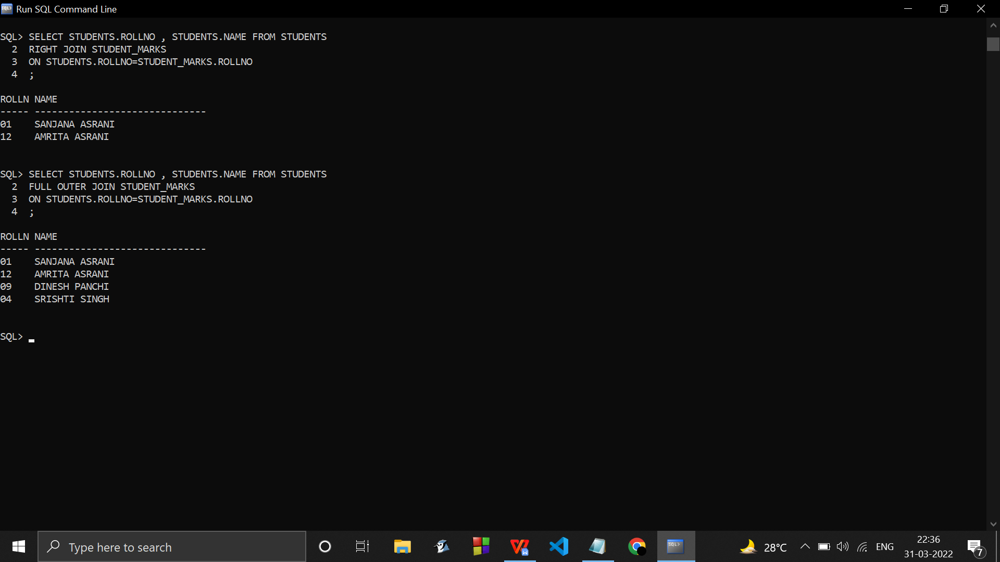 Run SQL Command Line
SQL> SELECT STUDENTS.ROLLNO , STUDENTS.NAME FROM STUDENTS
  2  RIGHT JOIN STUDENT_MARKS
  3  ON STUDENTS.ROLLNO=STUDENT_MARKS.ROLLNO
  4  ;
ROLLN NAME
----- ------------------------------
01    SANJANA ASRANI
12    AMRITA ASRANI
SQL> SELECT STUDENTS.ROLLNO , STUDENTS.NAME FROM STUDENTS
  2  FULL OUTER JOIN STUDENT_MARKS
  3  ON STUDENTS.ROLLNO=STUDENT_MARKS.ROLLNO
  4  ;
ROLLN NAME
----- ------------------------------
01    SANJANA ASRANI
12    AMRITA ASRANI
09    DINESH PANCHI
04    SRISHTI SINGH
SQL>
Type here to search
28°C
ENG
22:36
31-03-2022
7